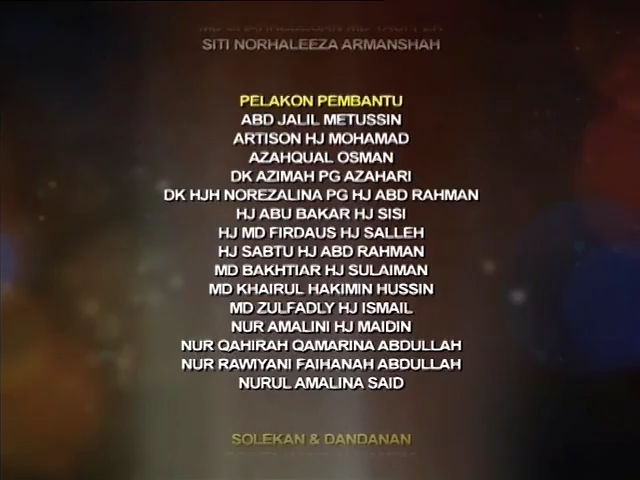 SITI NORHALEEZA ARMANSHAH
PELAKON PEMBANTU
ABD JALIL METUSSIN
ARTISON HJ MOHAMAD
AZAHQUAL OSMAN
DK AZIMAH PG AZAHARI
DK HJH NOREZALINA PG HJ ABD RAHMAN
HJ ABU BAKAR HJ SISI
HJ MD FIRDAUS HJ SALLEH
HJ SABTU HJ ABD RAHMAN
MD BAKHTIAR HJ SULAIMAN
MD KHAIRUL HAKIMIN HUSSIN
MD ZULFADLY HJ ISMAIL
NUR AMALINI HJ MAIDIN
NUR QAHIRAH QAMARINA ABDULLAH
NUR RAWIYANI FAIHANAH ABDULLAH
NURUL AMALINA SAID
SOLEKAN & DANDANAN